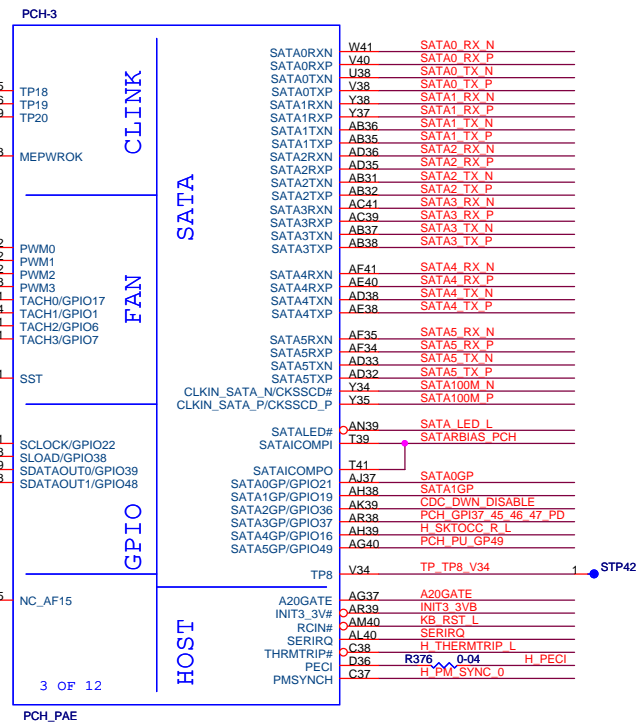 PCH-3
CLINK
SATA
FAN
GPIO
HOST
TP18
TP19
TP20
MEPWROK
PWM0
PWM1
PWM2
PWM3
TACH0/GPIO17
TACH1/GPIO1
TACH2/GPIO6
TACH3/GPIO7
SST
SCLOCK/GPIO22
SLOAD/GPIO38
SDATAOUT0/GPIO39
SDATAOUT1/GPIO48
NC_AF15
SATA0RXN W41 SATA0_RX_N
SATA0RXP V40 SATA0_RX_P
SATA0TXN U38 SATA0_TX_N
SATA0TXP V38 SATA0_TX_P
SATA1RXN Y38 SATA1_RX_N
SATA1RXP Y37 SATA1_RX_P
SATA1TXN AB36 SATA1_TX_N
SATA1TXP AB35 SATA1_TX_P
SATA2RXN AD36 SATA2_RX_N
SATA2RXP AD35 SATA2_RX_P
SATA2TXN AB31 SATA2_TX_N
SATA2TXP AB32 SATA2_TX_P
SATA3RXN AC41 SATA3_RX_N
SATA3RXP AC39 SATA3_RX_P
SATA3TXN AB37 SATA3_TX_N
SATA3TXP AB38 SATA3_TX_P
SATA4RXN AF41 SATA4_RX_N
SATA4RXP AE40 SATA4_RX_P
SATA4TXN AD38 SATA4_TX_N
SATA4TXP AE38 SATA4_TX_P
SATA5RXN AF35 SATA5_RX_N
SATA5RXP AF34 SATA5_RX_P
SATA5TXN AD33 SATA5_TX_N
SATA5TXP AD32 SATA5_TX_P
CLKIN_SATA_N/CKSSCD# Y34 SATA100M_N
CLKIN_SATA_P/CKSSCD_P Y35 SATA100M_P
SATALED# AN39 SATA_LED_L
SATAICOMPI T39 SATARBIAS_PCH
SATAICOMPO T41
SATA0GP/GPIO21 AJ37 SATA0GP
SATA1GP/GPIO19 AH38 SATA1GP
SATA2GP/GPIO36 AK39 CDC_DWN_DISABLE
SATA3GP/GPIO37 AR38 PCH_GPI37_45_46_47_PD
SATA4GP/GPIO16 AH39 H_SKTOCC_R_L
SATA5GP/GPIO49 AG40 PCH_PU_GP49
TP8 V34 TP_TP8_V34 1 STP42
A20GATE AG37 A20GATE
INIT3_3V# AR39 INIT3_3VB
RCIN# AM40 KB_RST_L
SERIRQ AL40 SERIRQ
THRMTRIP# C38 H_THERMTRIP_L
PECI D36 R376 0-04 H_PECI
PMSYNCH C37 H_PM_SYNC_0
3 OF 12
PCH_PAE